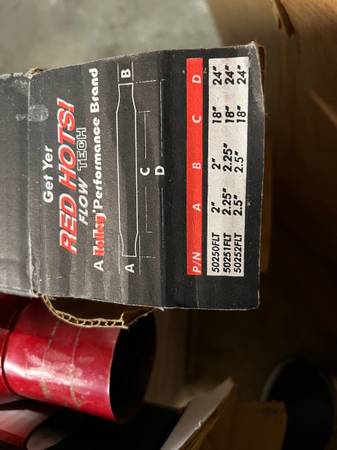 Get Yer
RED HOTS!
FLOW TECH
A Holley Performance Brand
A B
C
D
P/N A B C D
50250FLT 2" 2" 18" 24"
50251FLT 2.25" 2.25" 18" 24"
50252FLT 2.5" 2.5" 18" 24"